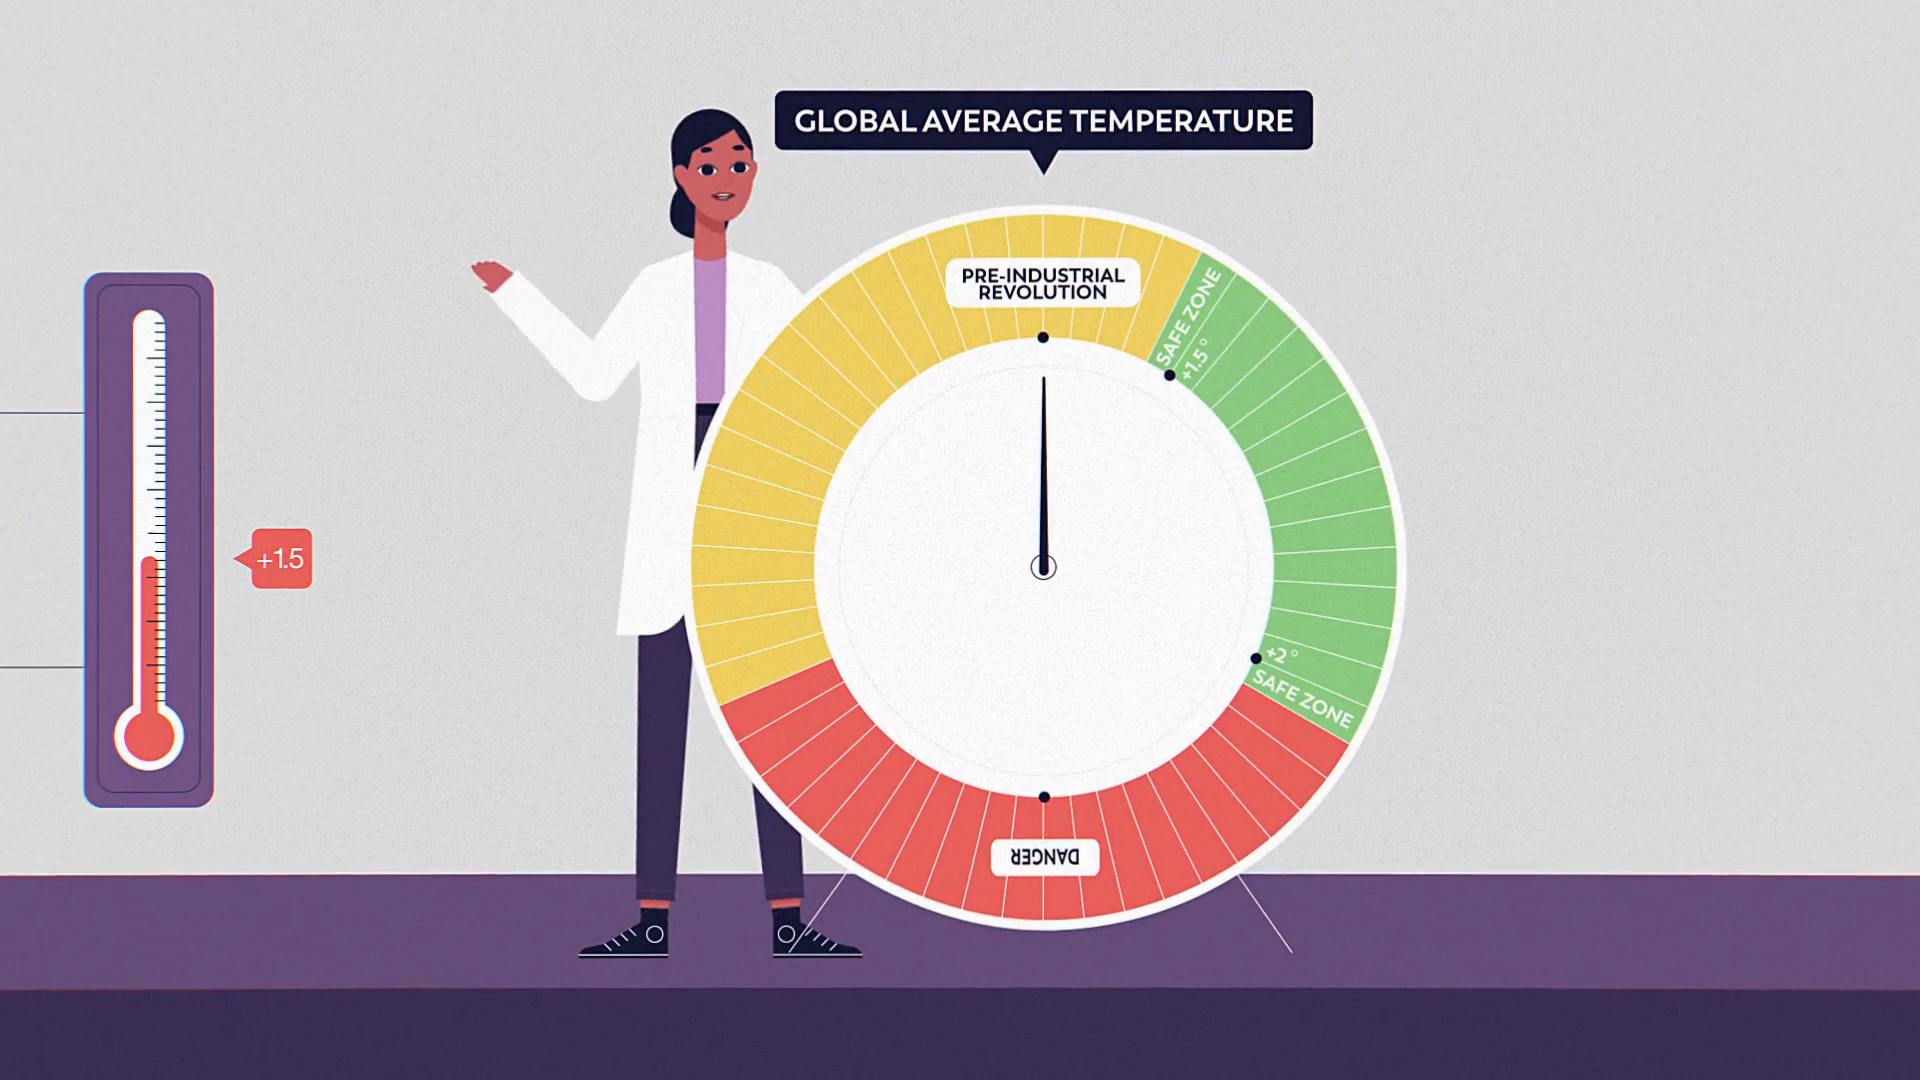 GLOBAL AVERAGE TEMPERATURE
PRE-INDUSTRIAL
REVOLUTION
SAFE ZONE
+1.5°
+1.5
+2°
SAFE ZONE
DANGER